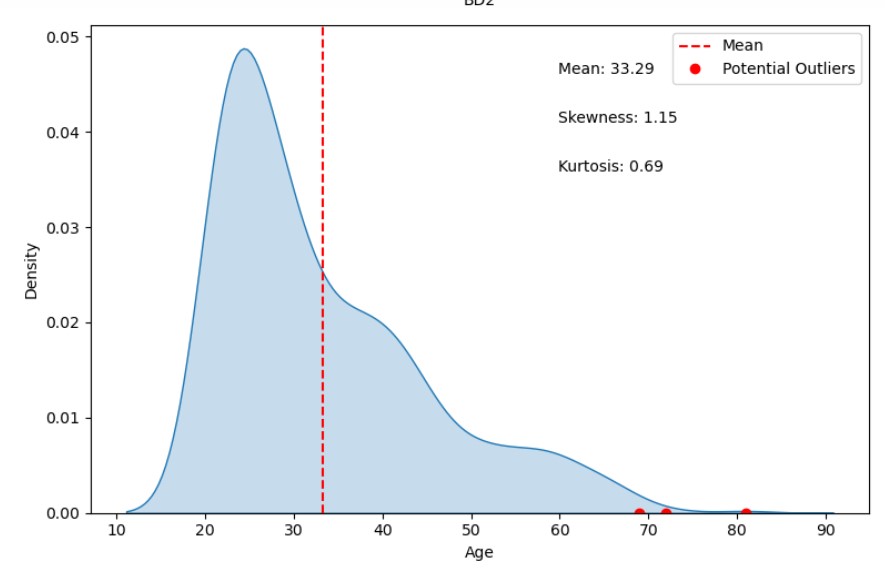 BD2
Mean
Potential Outliers
Mean: 33.29
Skewness: 1.15
Kurtosis: 0.69
0.05
0.04
0.03
0.02
0.01
0.00
Density
10 20 30 40 50 60 70 80 90
Age